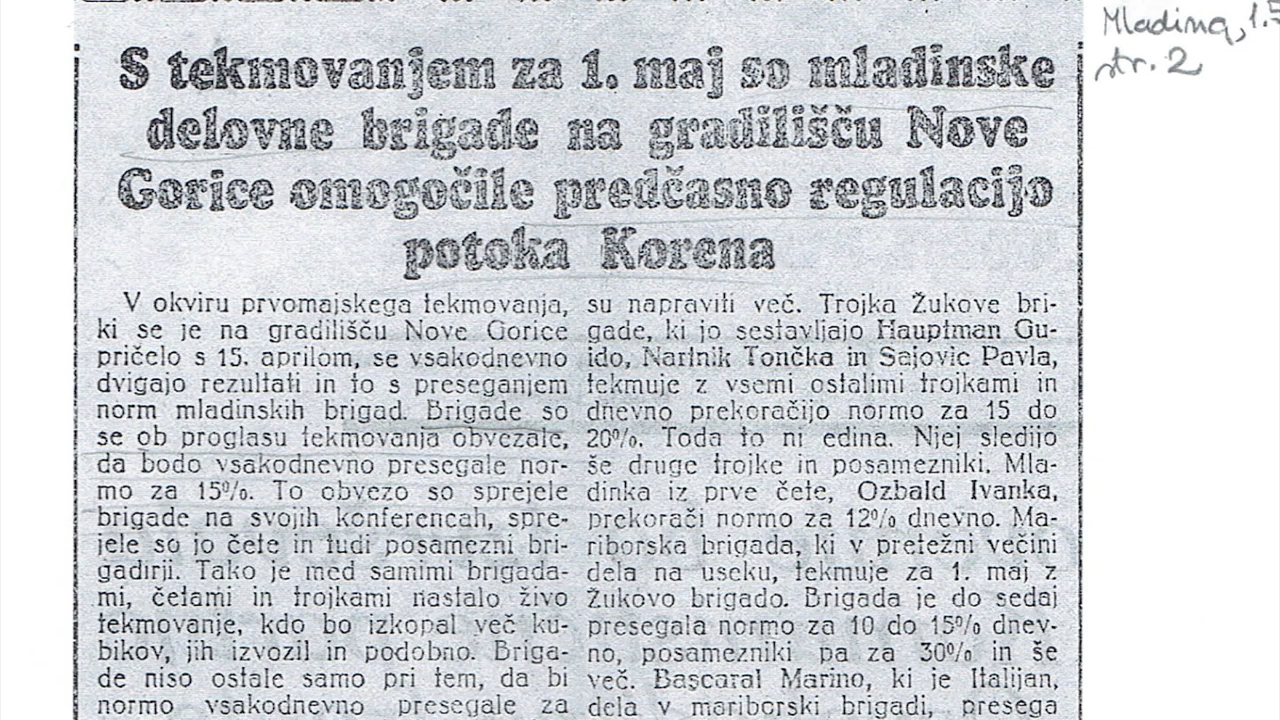 Mladina, 1.5
str. 2
S tekmovanjem za 1. maj so mladinske
delovne brigade na gradilišču Nove
Gorice omogočile predčasno regulacijo
potoka Korena
V okviru prvomajskega tekmovanja,
ki se je na gradilišču Nove Gorice
pričelo s 15. aprilom, se vsakodnevno
dvigajo rezultati in to s preseganjem
norm mladinskih brigad. Brigade so
se ob proglasu tekmovanja obvezale,
da bodo vsakodnevno presegale nor-
mo za 15%. To obvezo so sprejele
brigade na svojih konferencah, spre-
jele so jo čete in tudi posamezni bri-
gadirji. Tako je med samimi brigada-
mi, četami in trojkami nastalo živo
tekmovanje, kdo bo izkopal več ku-
bikov, jih izvozil in podobno. Briga-
de niso ostale samo pri tem, da bi
normo vsakodnevno presegale za
su napravili več. Trojka Žukove bri-
gade, ki jo sestavljajo Hauptman Gu-
ido, Nartnik Tončka in Sajovic Pavla,
tekmuje z vsemi ostalimi trojkami in
dnevno prekoračijo normo za 15 do
20%. Toda to ni edina. Njej sledijo
še druge trojke in posamezniki. Mla-
dinka iz prve čete, Ozbald Ivanka,
prekorači normo za 12% dnevno. Ma-
riborska brigada, ki v pretežni večini
dela na useku, tekmuje za 1. maj z
Žukovo brigado. Brigada je do sedaj
presegala normo za 10 do 15% dnev-
no, posamezniki pa za 30% in še
več. Bascaral Marino, ki je Italijan,
dela v mariborski brigadi, presega